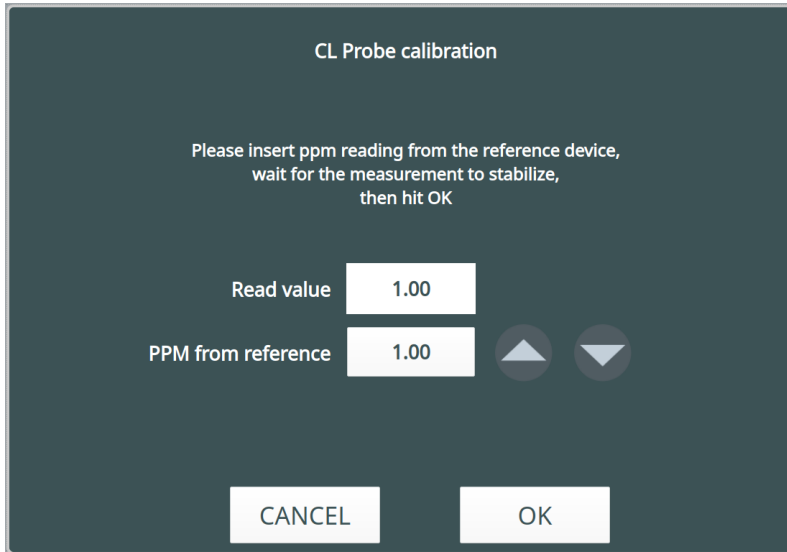 CL Probe calibration
Please insert ppm reading from the reference device,
wait for the measurement to stabilize,
then hit OK
Read value 1.00
PPM from reference 1.00
CANCEL OK